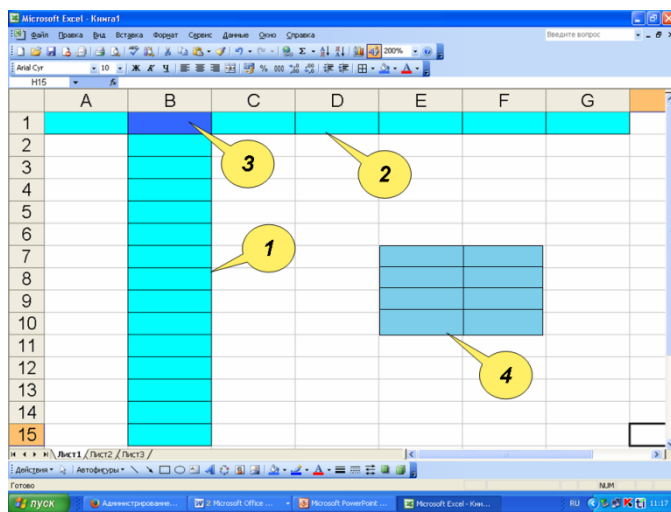 Microsoft Excel - Книга1
Файл Правка Вид Вставка Формат Сервис Данные Окно Справка
Введите вопрос
200%
Arial Cyr 10 Ж К Ч % 000
H15 fx
A B C D E F G
1
2
3
4
5
6
7
8
9
10
11
12
13
14
15
3
2
1
4
Лист1 Лист2 Лист3
Действия Автофигуры
Готово NUM
пуск Администрирование... 2 Microsoft Office ... Microsoft PowerPoint ... Microsoft Excel - Кни... RU 11:17